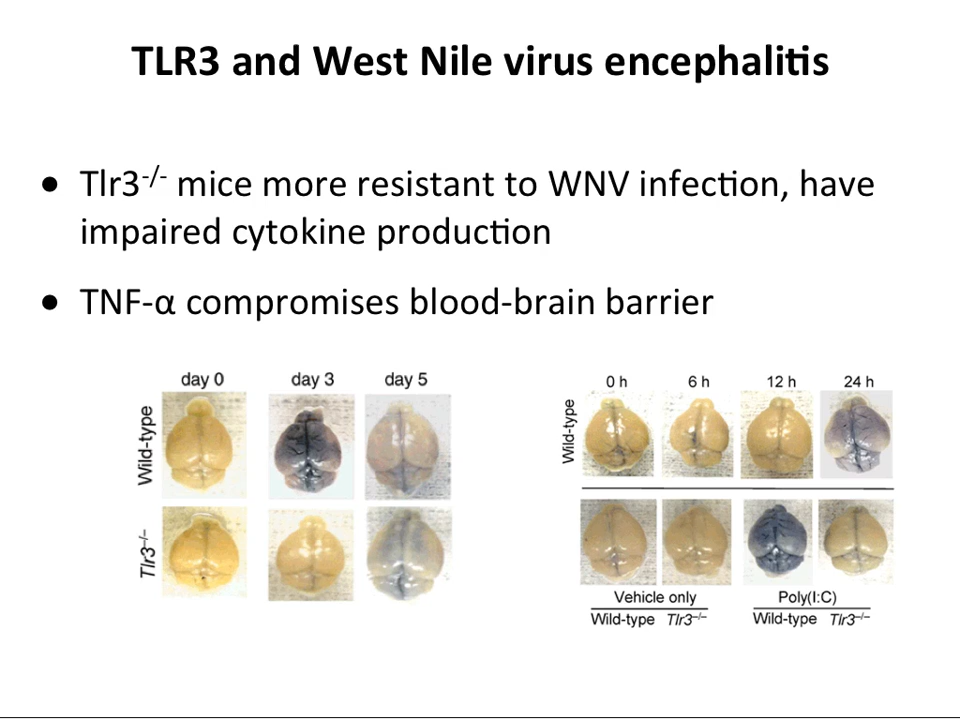 TLR3 and West Nile virus encephalitis
• Tlr3-/- mice more resistant to WNV infection, have
impaired cytokine production
• TNF-α compromises blood-brain barrier
day 0 day 3 day 5
Wild-type
Tlr3–/–
0 h 6 h 12 h 24 h
Wild-type
Vehicle only Poly(I:C)
Wild-type Tlr3–/– Wild-type Tlr3–/–